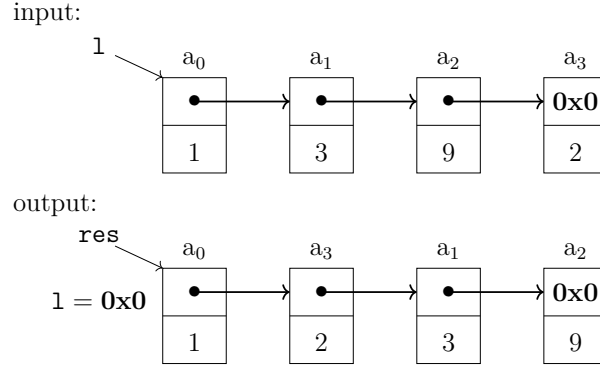 input:
l
a0 a1 a2 a3
0x0
1 3 9 2
output:
res
a0 a3 a1 a2
l = 0x0 0x0
1 2 3 9